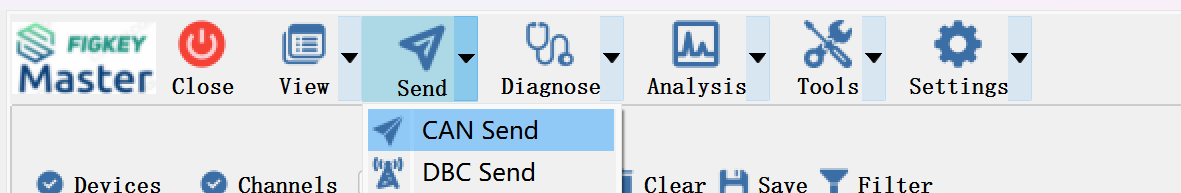 FIGKEY
Master
Close
View
Send
Diagnose
Analysis
Tools
Settings
CAN Send
DBC Send
Devices
Channels
Clear
Save
Filter